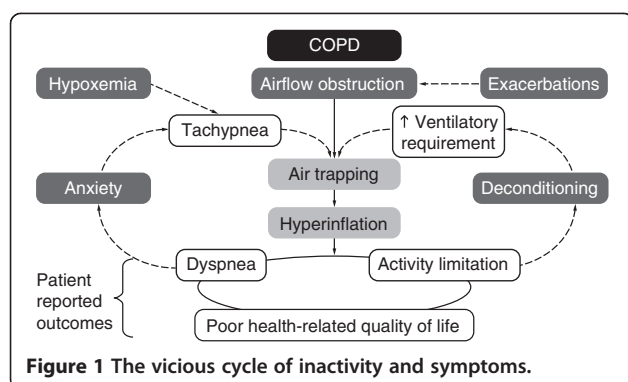 COPD
Hypoxemia
Airflow obstruction
Exacerbations
Tachypnea
↑ Ventilatory
requirement
Air trapping
Anxiety
Deconditioning
Hyperinflation
Patient
reported
outcomes
Dyspnea
Activity limitation
Poor health-related quality of life
Figure 1 The vicious cycle of inactivity and symptoms.